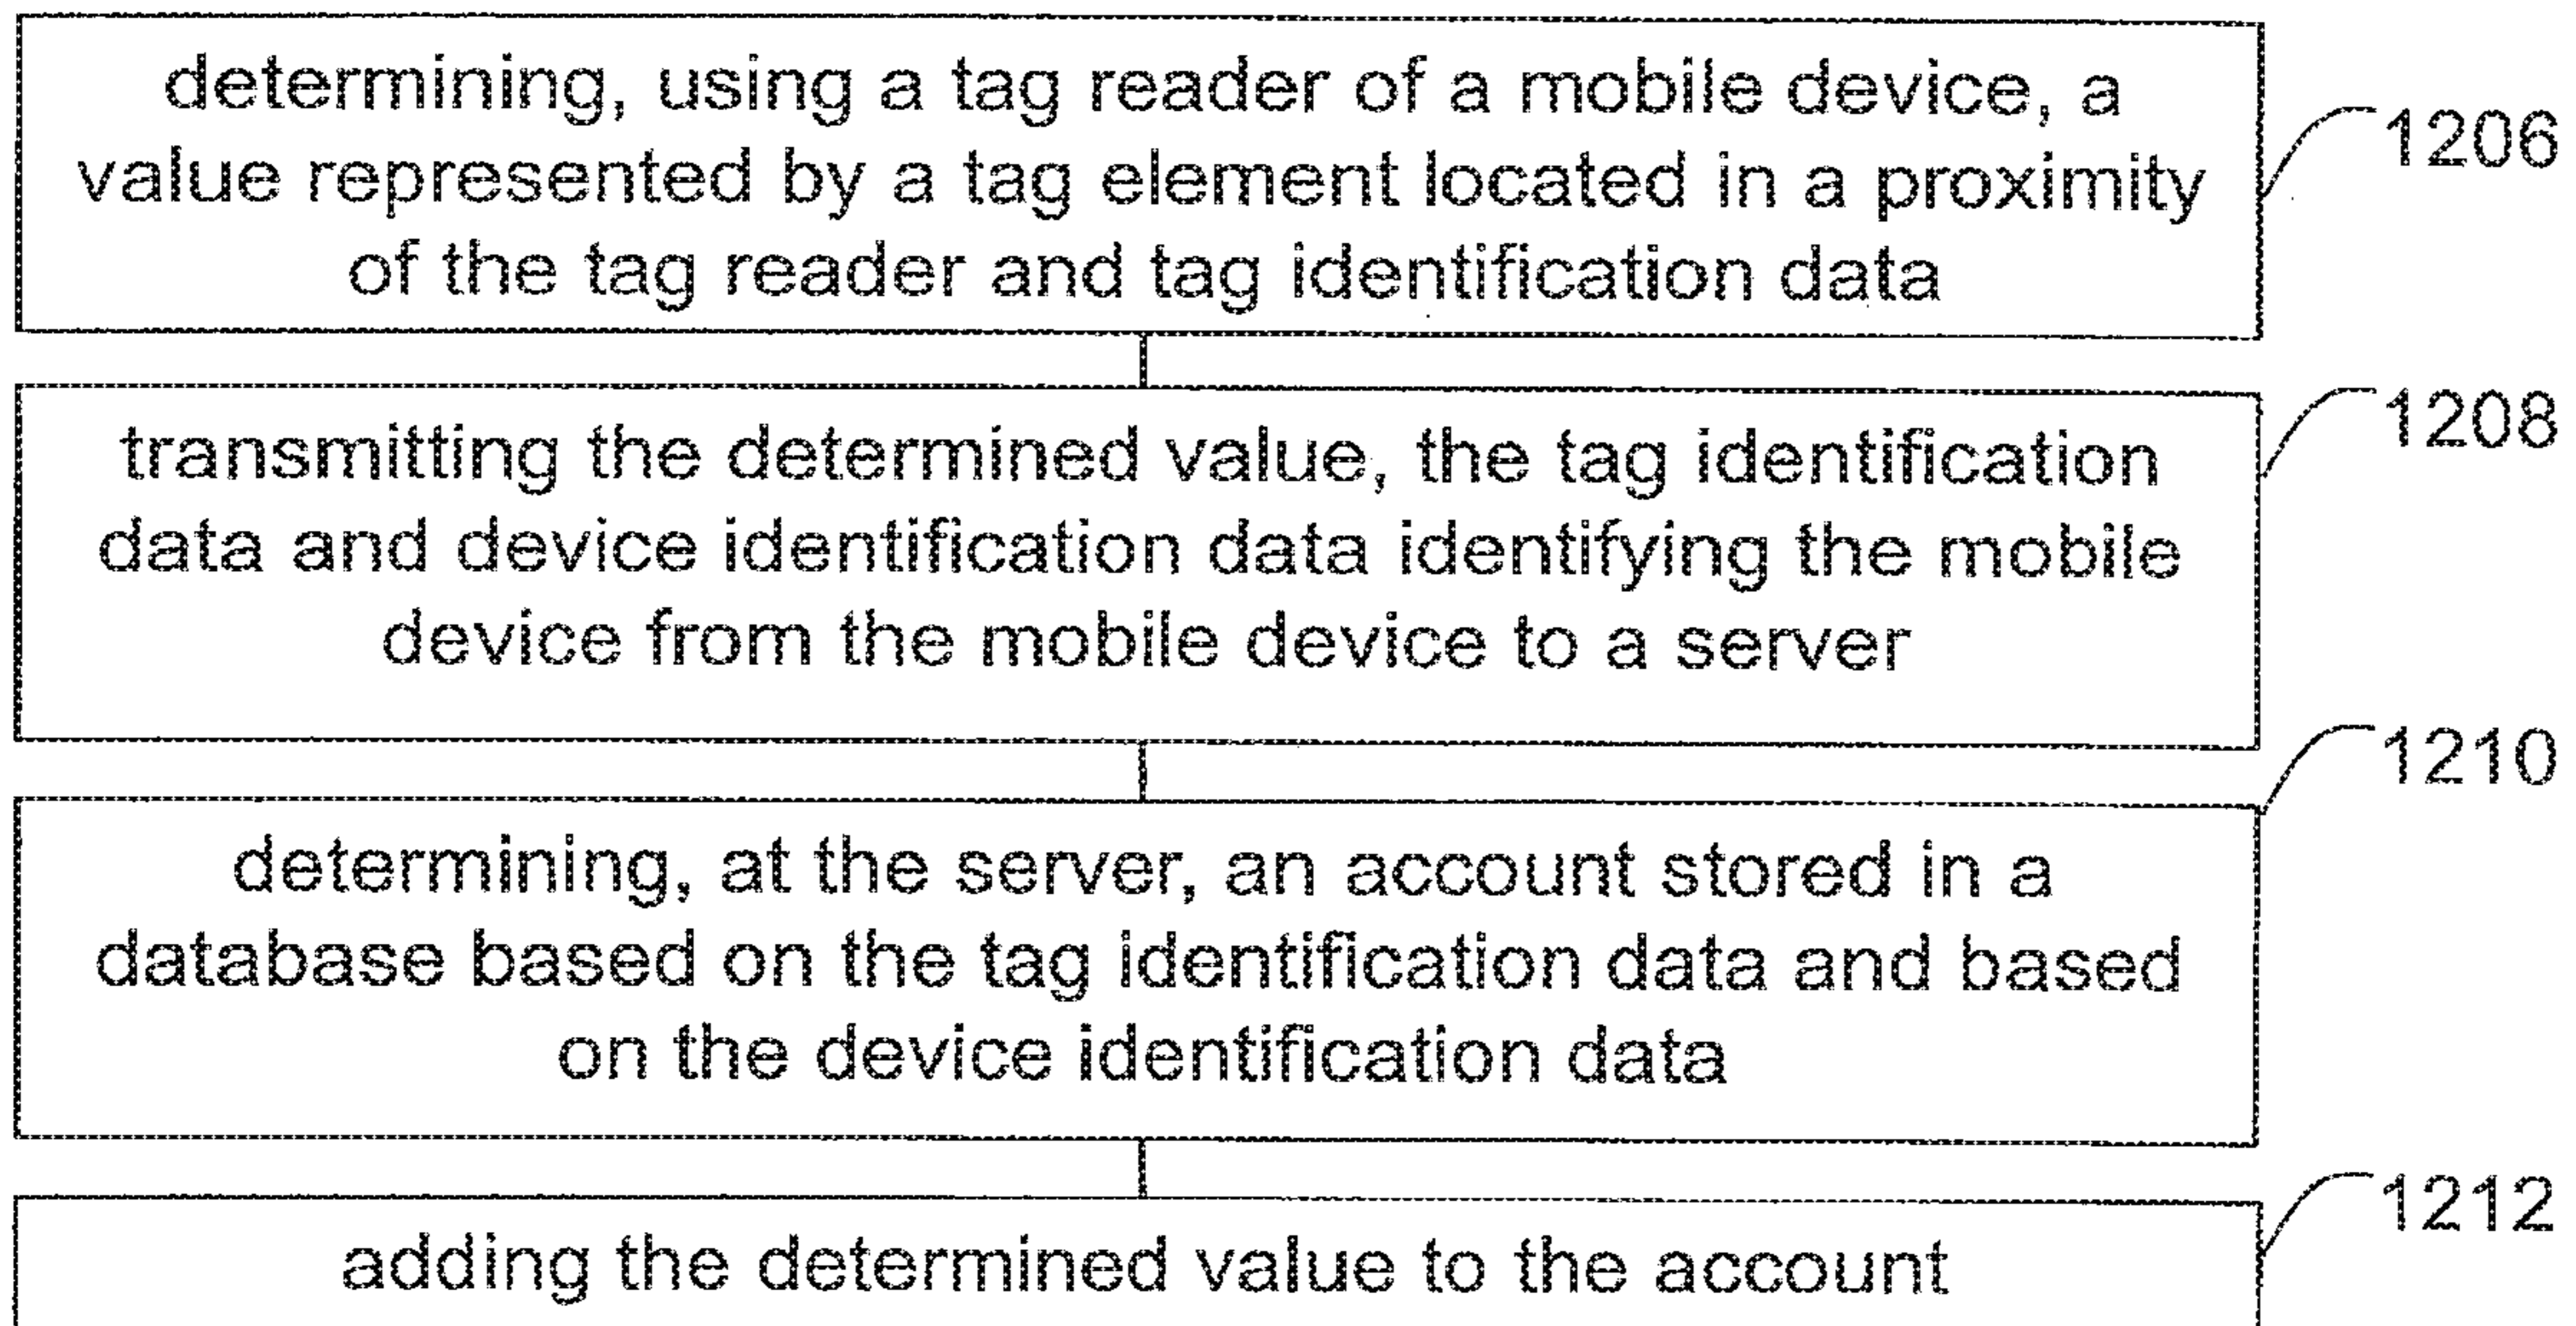 determining, using a tag reader of a mobile device, a
value represented by a tag element located in a proximity
of the tag reader and tag identification data
1206
transmitting the determined value, the tag identification
data and device identification data identifying the mobile
device from the mobile device to a server
1208
determining, at the server, an account stored in a
database based on the tag identification data and based
on the device identification data
1210
adding the determined value to the account
1212